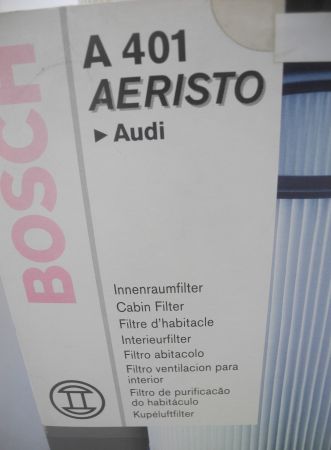 BOSCH
A 401
AERISTO
▸ Audi
Innenraumfilter
Cabin Filter
Filtre d'habitacle
Interieurfilter
Filtro abitacolo
Filtro ventilacion para
interior
Filtro de purificacão
do habitáculo
Kupéluftfilter